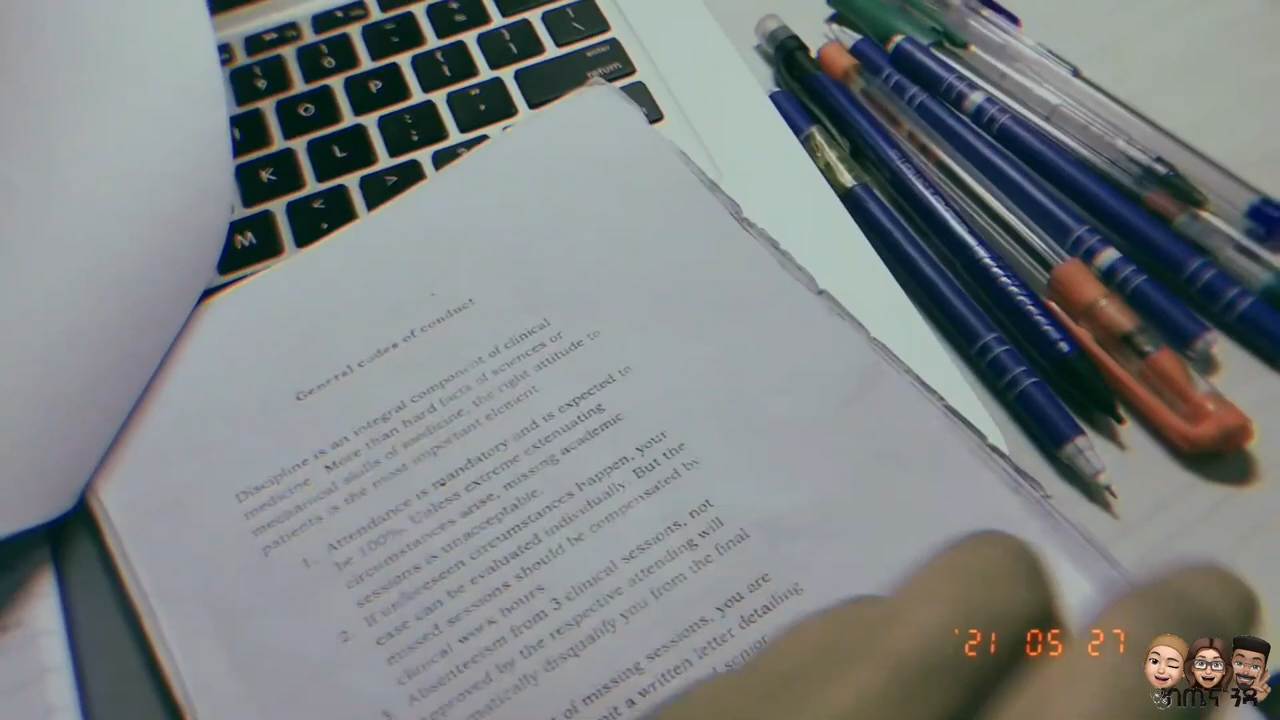 General codes of conduct
Discipline is an integral component of clinical
medicine. More than hard facts of sciences or
mechanical skills of medicine, the right attitude to
patients is the most important element
1. Attendance is mandatory and is expected to
be 100%. Unless extreme extenuating
circumstances arise, missing academic
sessions is unacceptable.
2. If unforeseen circumstances happen, your
case can be evaluated individually. But the
missed sessions should be compensated by
clinical work hours
3. Absenteeism from 3 clinical sessions, not
approved by the respective attending will
disqualify you from the final
of missing sessions, you are
a written letter detailing
senior
enter
return
O
P
K
L
M
'21 05 27